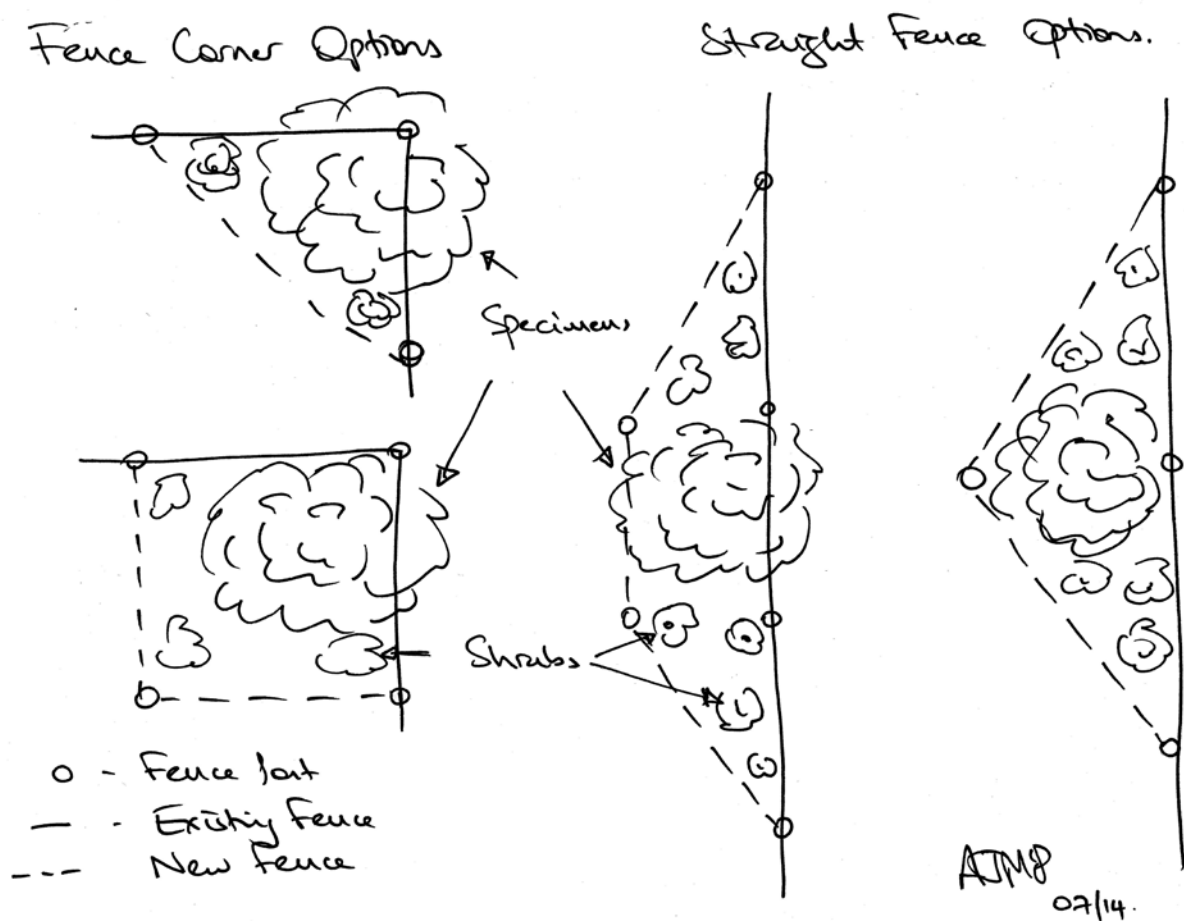 Fence Corner Options
Straight Fence Options.
Specimens
Shrubs
o - Fence Post
— - Existing Fence
--- New Fence
AJM8
07/14.